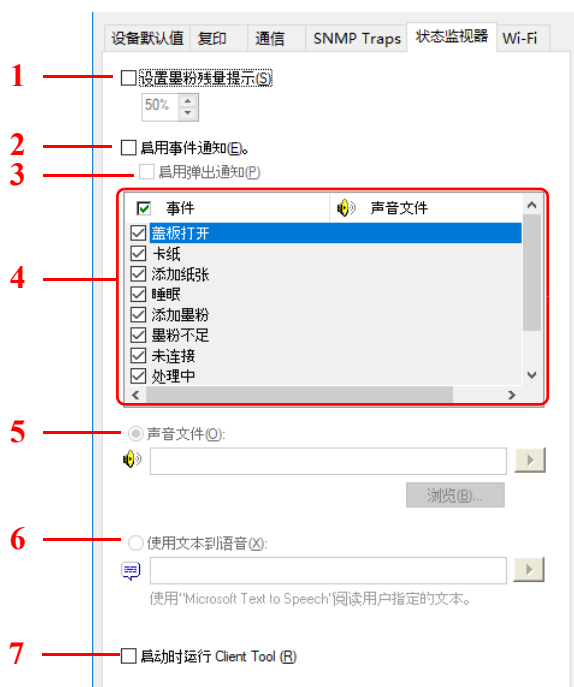 设备默认值 复印 通信 SNMP Traps 状态监视器 Wi-Fi
1 设置墨粉残量提示(S)
50%
2 启用事件通知(E)。
3 启用弹出通知(P)
事件 声音文件
盖板打开
卡纸
4 添加纸张
睡眠
添加墨粉
墨粉不足
未连接
处理中
5 声音文件(O):
浏览(B)...
6 使用文本到语音(X):
使用"Microsoft Text to Speech"阅读用户指定的文本。
7 启动时运行 Client Tool (R)